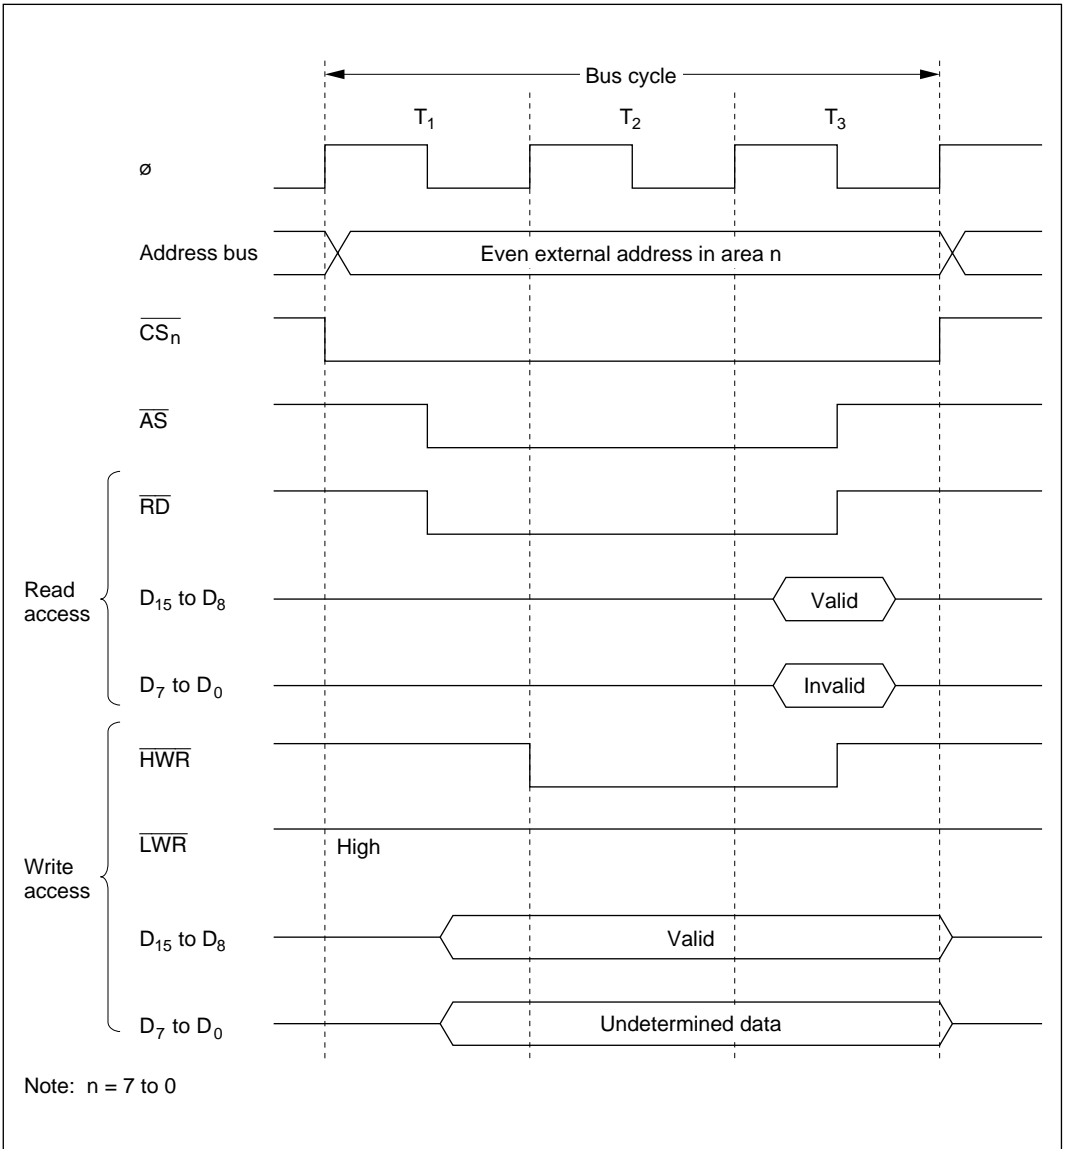 Bus cycle
T1 T2 T3
ø
Address bus Even external address in area n
CSn
AS
RD
Read access
D15 to D8 Valid
D7 to D0 Invalid
HWR
LWR High
Write access
D15 to D8 Valid
D7 to D0 Undetermined data
Note: n = 7 to 0